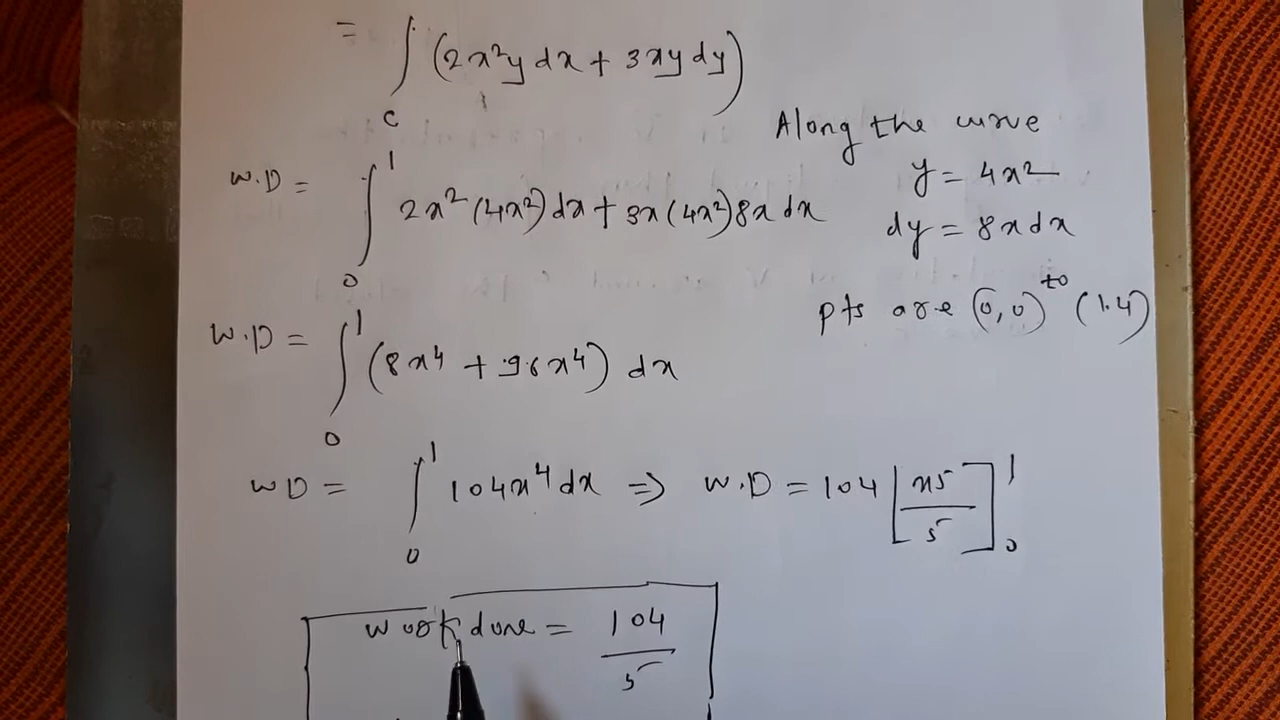 = ∫_C (2x²y dx + 3xy dy)
Along the curve
y = 4x²
W.D = ∫₀¹ 2x²(4x²) dx + 3x(4x²)8x dx
dy = 8x dx
pts are (0,0) to (1.4)
W.D = ∫₀¹ (8x⁴ + 96x⁴) dx
WD = ∫₀¹ 104x⁴ dx ⇒ W.D = 104 [x5/5]₀¹
Work done = 104/5